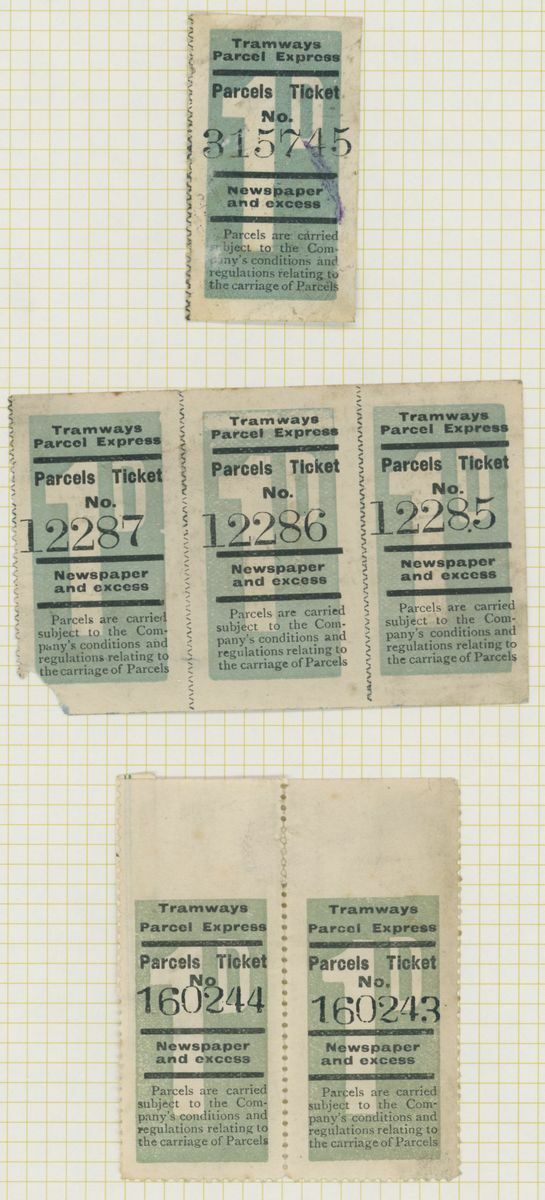 Tramways
Parcel Express
1D
Parcels Ticket
No.
315745
Newspaper
and excess
Parcels are carried
subject to the Com-
pany's conditions and
regulations relating to
the carriage of Parcels
Tramways
Parcel Express
1D
Parcels Ticket
No.
12287
Newspaper
and excess
Parcels are carried
subject to the Com-
pany's conditions and
regulations relating to
the carriage of Parcels
Tramways
Parcel Express
1D
Parcels Ticket
No.
12286
Newspaper
and excess
Parcels are carried
subject to the Com-
pany's conditions and
regulations relating to
the carriage of Parcels
Tramways
Parcel Express
1D
Parcels Ticket
No.
12285
Newspaper
and excess
Parcels are carried
subject to the Com-
pany's conditions and
regulations relating to
the carriage of Parcels
Tramways
Parcel Express
1D
Parcels Ticket
No
160244
Newspaper
and excess
Parcels are carried
subject to the Com-
pany's conditions and
regulations relating to
the carriage of Parcels
Tramways
Parcel Express
1D
Parcels Ticket
No.
160243
Newspaper
and excess
Parcels are carried
subject to the Com-
pany's conditions and
regulations relating to
the carriage of Parcels